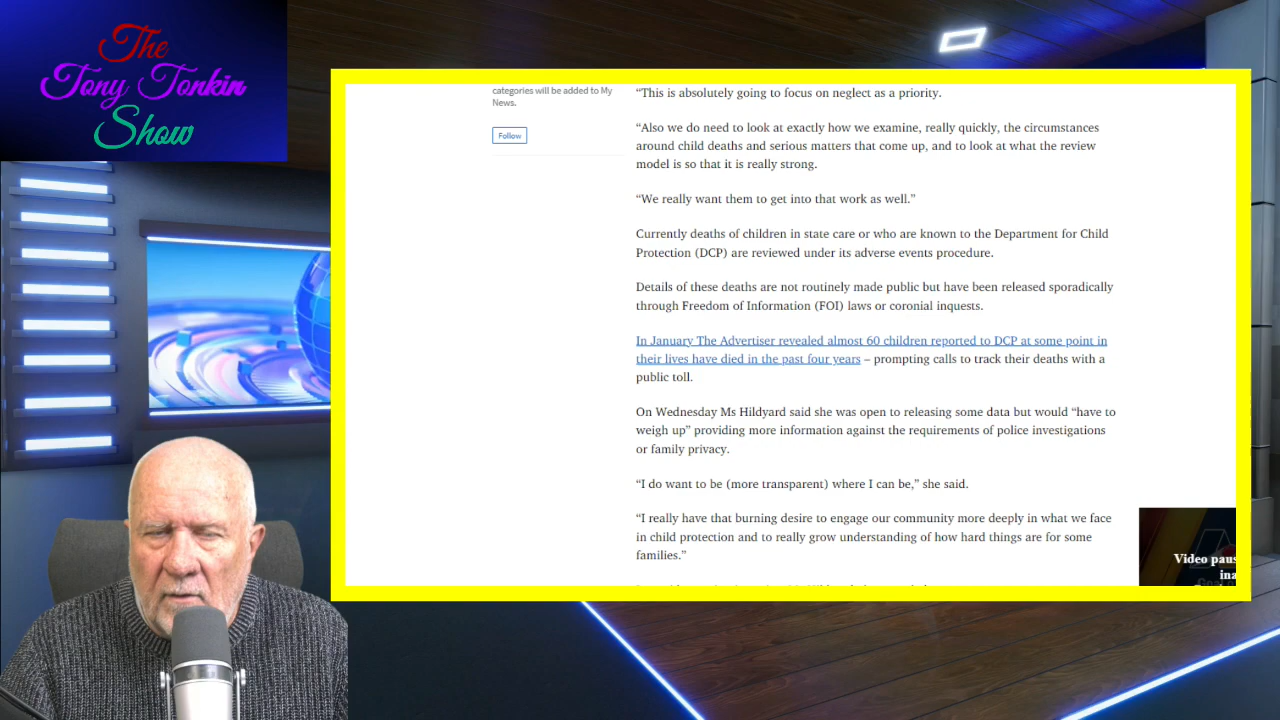 The
Tony Tonkin
Show
categories will be added to My
News.
Follow
“This is absolutely going to focus on neglect as a priority.
“Also we do need to look at exactly how we examine, really quickly, the circumstances
around child deaths and serious matters that come up, and to look at what the review
model is so that it is really strong.
“We really want them to get into that work as well.”
Currently deaths of children in state care or who are known to the Department for Child
Protection (DCP) are reviewed under its adverse events procedure.
Details of these deaths are not routinely made public but have been released sporadically
through Freedom of Information (FOI) laws or coronial inquests.
In January The Advertiser revealed almost 60 children reported to DCP at some point in
their lives have died in the past four years – prompting calls to track their deaths with a
public toll.
On Wednesday Ms Hildyard said she was open to releasing some data but would “have to
weigh up” providing more information against the requirements of police investigations
or family privacy.
“I do want to be (more transparent) where I can be,” she said.
“I really have that burning desire to engage our community more deeply in what we face
in child protection and to really grow understanding of how hard things are for some
families.”
Video paus
ina